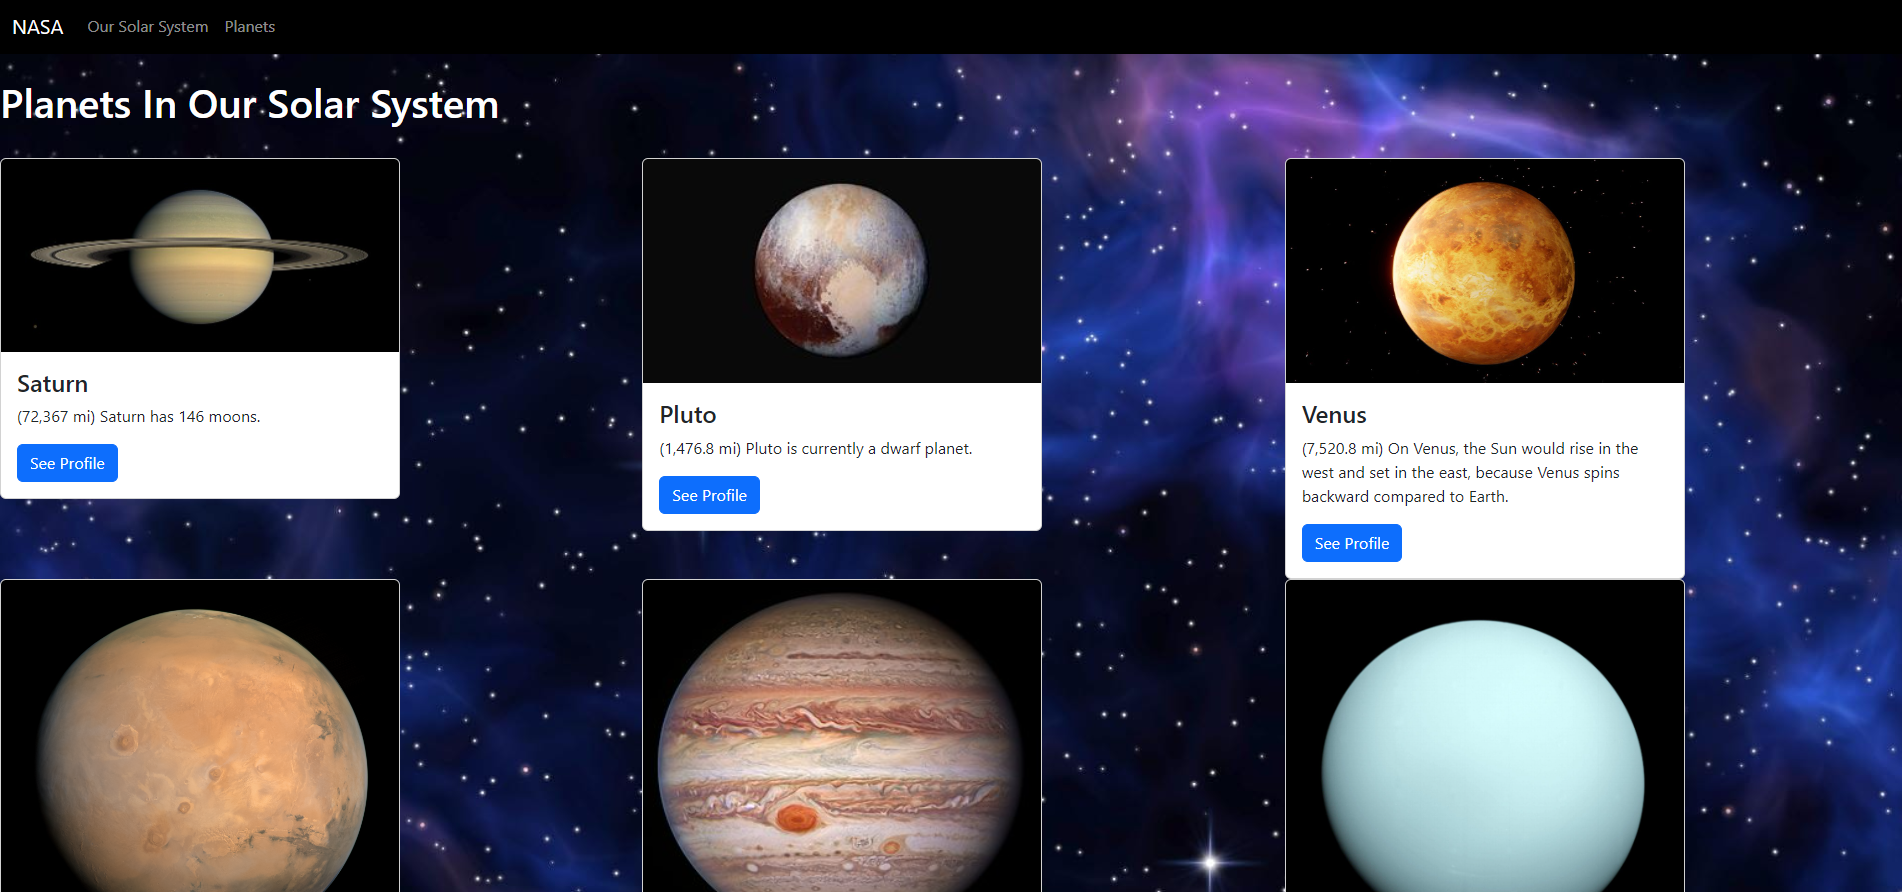 NASA Our Solar System Planets
Planets In Our Solar System
Saturn
(72,367 mi) Saturn has 146 moons.
See Profile
Pluto
(1,476.8 mi) Pluto is currently a dwarf planet.
See Profile
Venus
(7,520.8 mi) On Venus, the Sun would rise in the
west and set in the east, because Venus spins
backward compared to Earth.
See Profile